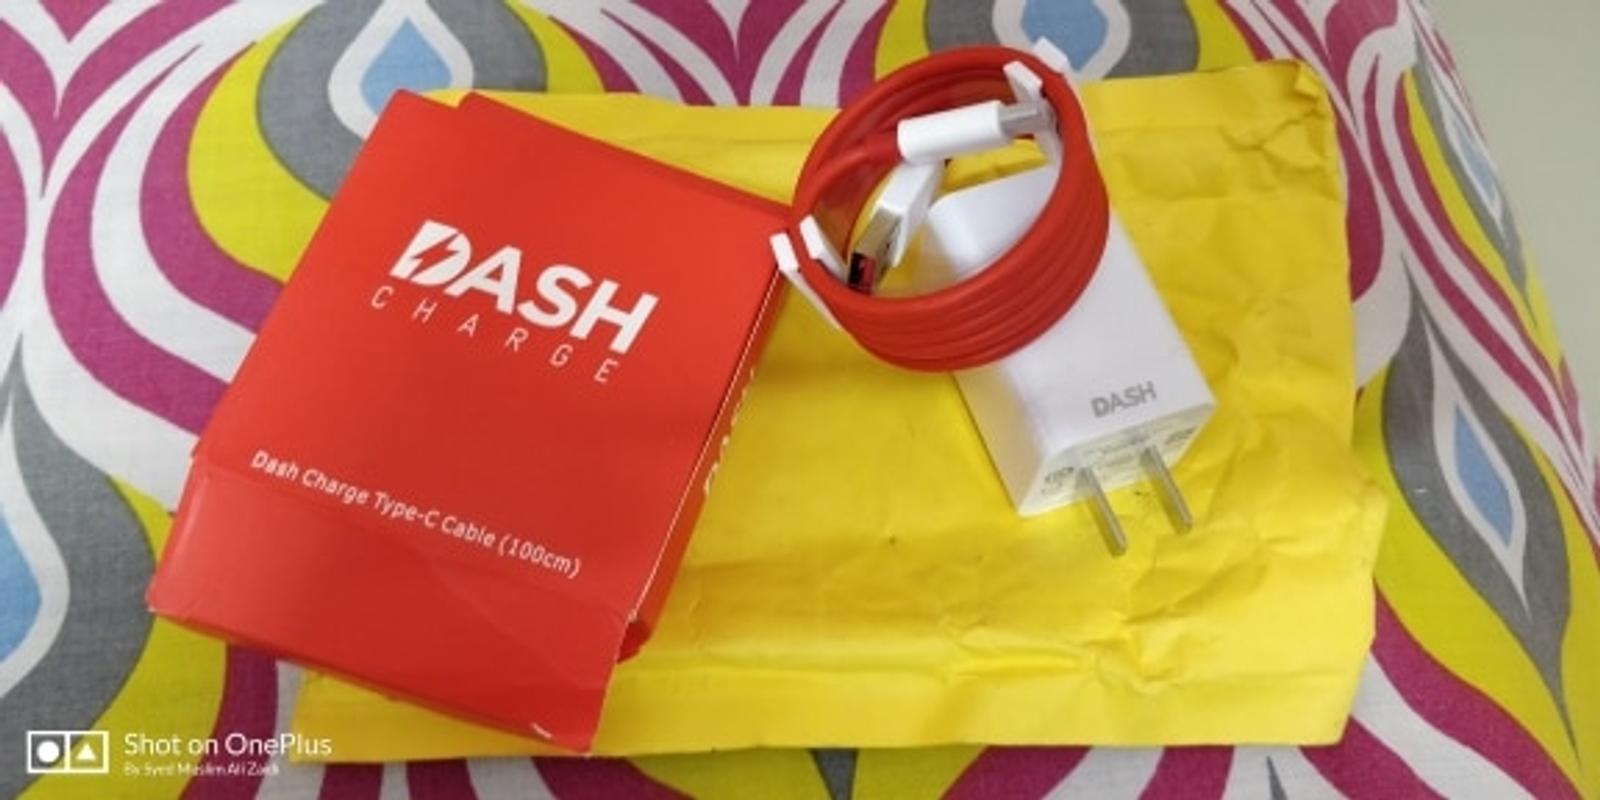 DASH
CHARGE
Dash Charge Type-C Cable (100cm)
DASH
Shot on OnePlus
By Syed Muslim Ali Zaidi